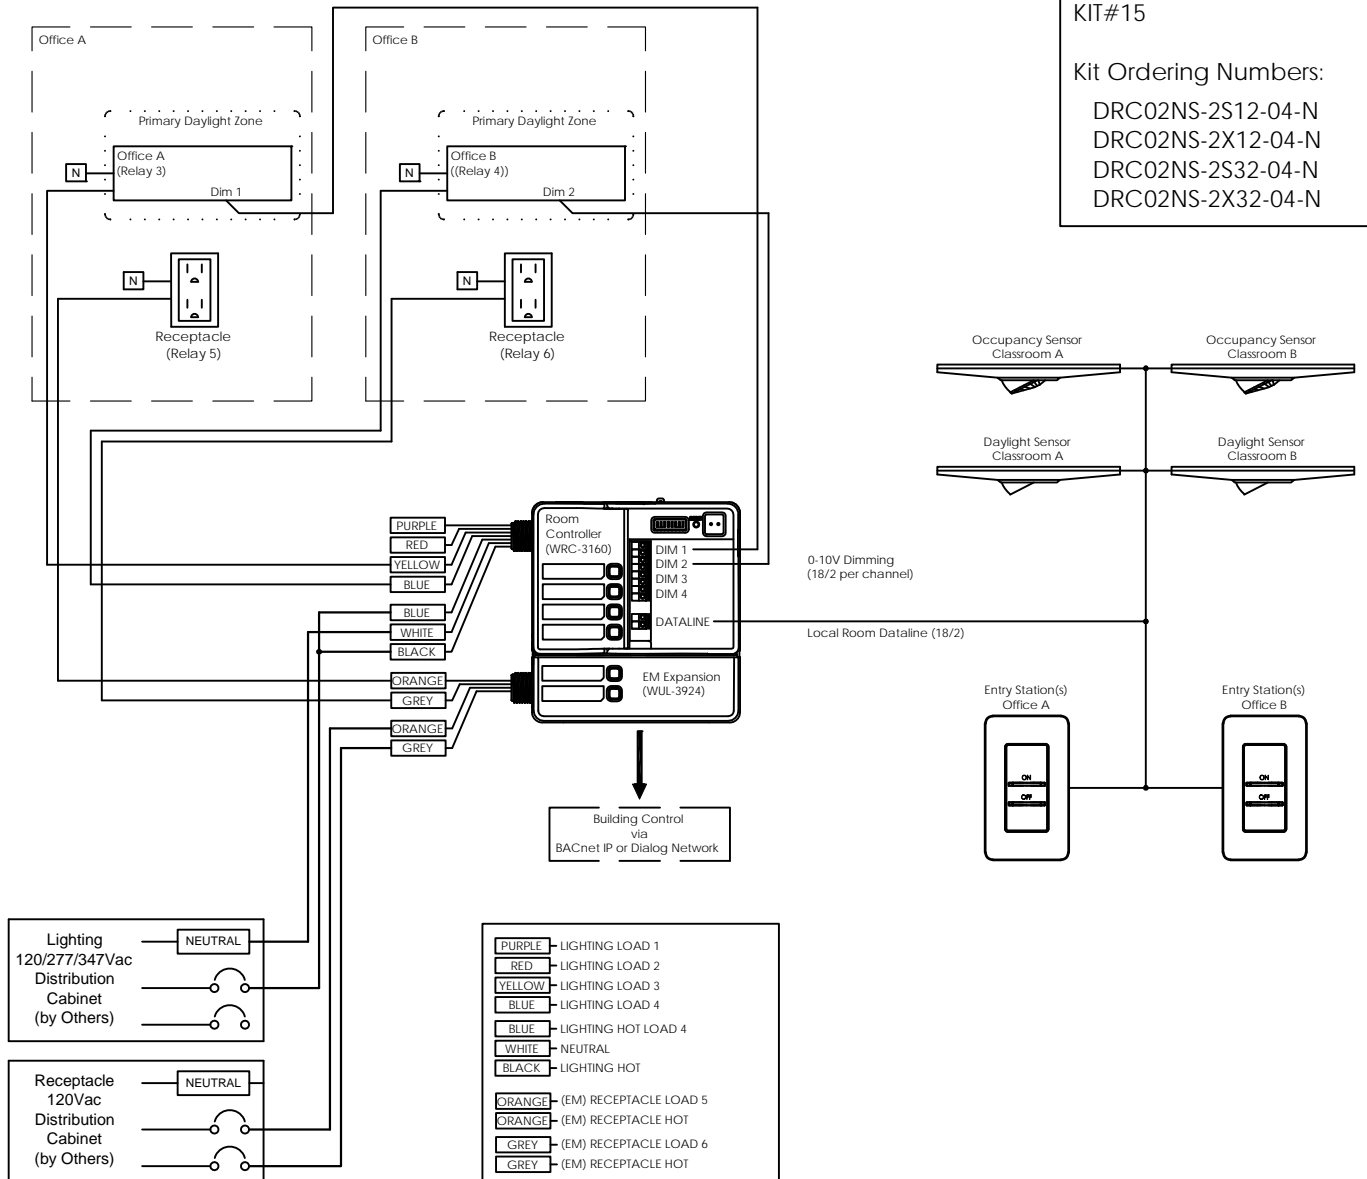 KIT#15
Kit Ordering Numbers:
DRC02NS-2S12-04-N
DRC02NS-2X12-04-N
DRC02NS-2S32-04-N
DRC02NS-2X32-04-N
Office A
Primary Daylight Zone
Office A
(Relay 3)
Dim 1
N
N
Receptacle
(Relay 5)
Office B
Primary Daylight Zone
Office B
((Relay 4))
Dim 2
N
N
Receptacle
(Relay 6)
Occupancy Sensor
Classroom A
Occupancy Sensor
Classroom B
Daylight Sensor
Classroom A
Daylight Sensor
Classroom B
PURPLE
RED
YELLOW
BLUE
BLUE
WHITE
BLACK
ORANGE
GREY
ORANGE
GREY
Room
Controller
(WRC-3160)
DIM 1
DIM 2
DIM 3
DIM 4
DATALINE
EM Expansion
(WUL-3924)
0-10V Dimming
(18/2 per channel)
Local Room Dataline (18/2)
Entry Station(s)
Office A
ON
OFF
Entry Station(s)
Office B
ON
OFF
Building Control
via
BACnet IP or Dialog Network
Lighting
120/277/347Vac
Distribution
Cabinet
(by Others)
NEUTRAL
Receptacle
120Vac
Distribution
Cabinet
(by Others)
NEUTRAL
PURPLE LIGHTING LOAD 1
RED LIGHTING LOAD 2
YELLOW LIGHTING LOAD 3
BLUE LIGHTING LOAD 4
BLUE LIGHTING HOT LOAD 4
WHITE NEUTRAL
BLACK LIGHTING HOT
ORANGE (EM) RECEPTACLE LOAD 5
ORANGE (EM) RECEPTACLE HOT
GREY (EM) RECEPTACLE LOAD 6
GREY (EM) RECEPTACLE HOT